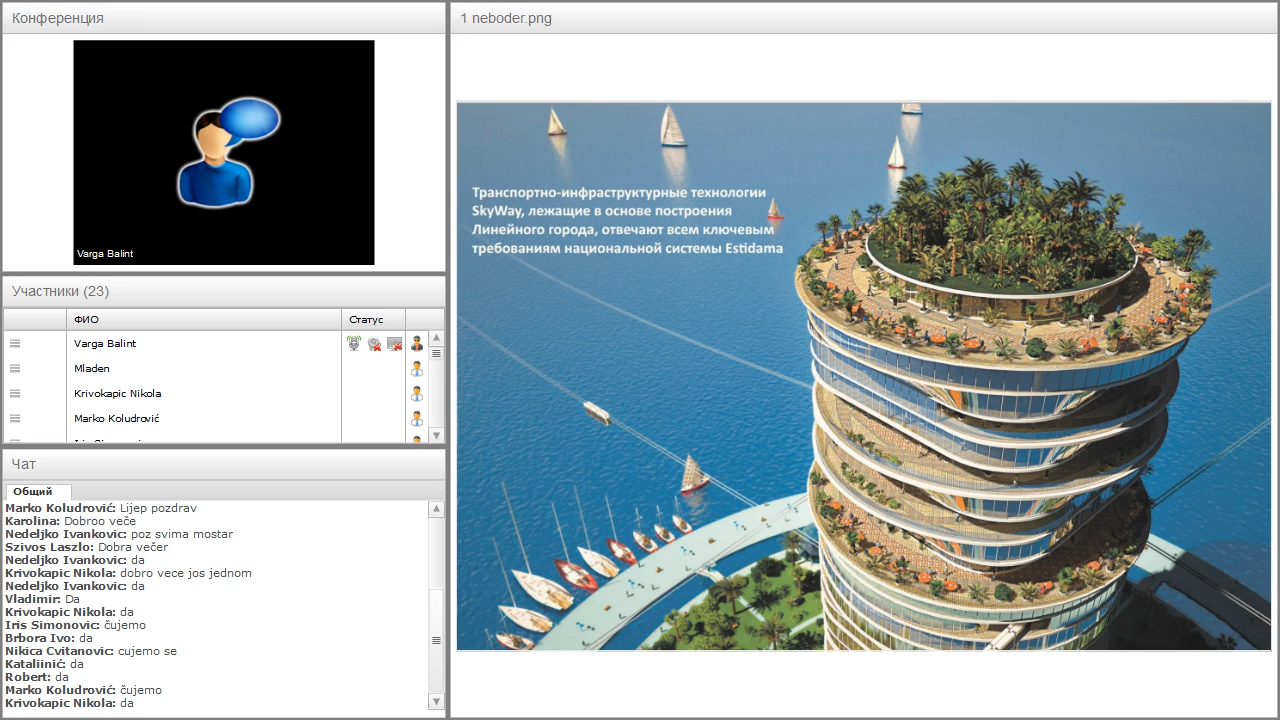 Конференция
Varga Balint
Участники (23)
ФИО
Статус
Varga Balint
Mladen
Krivokapic Nikola
Marko Koludrović
Чат
Общий
Marko Koludrović: Lijep pozdrav
Karolina: Dobroo veče
Nedeljko Ivankovic: poz svima mostar
Szivos Laszlo: Dobra večer
Nedeljko Ivankovic: da
Krivokapic Nikola: dobro vece jos jednom
Nedeljko Ivankovic: da
Vladimir: Da
Krivokapic Nikola: da
Iris Simonovic: čujemo
Brbora Ivo: da
Nikica Cvitanovic: cujemo se
Kataliinić: da
Robert: da
Marko Koludrović: čujemo
Krivokapic Nikola: da
1 neboder.png
Транспортно-инфраструктурные технологии
SkyWay, лежащие в основе построения
Линейного города, отвечают всем ключевым
требованиям национальной системы Estidama